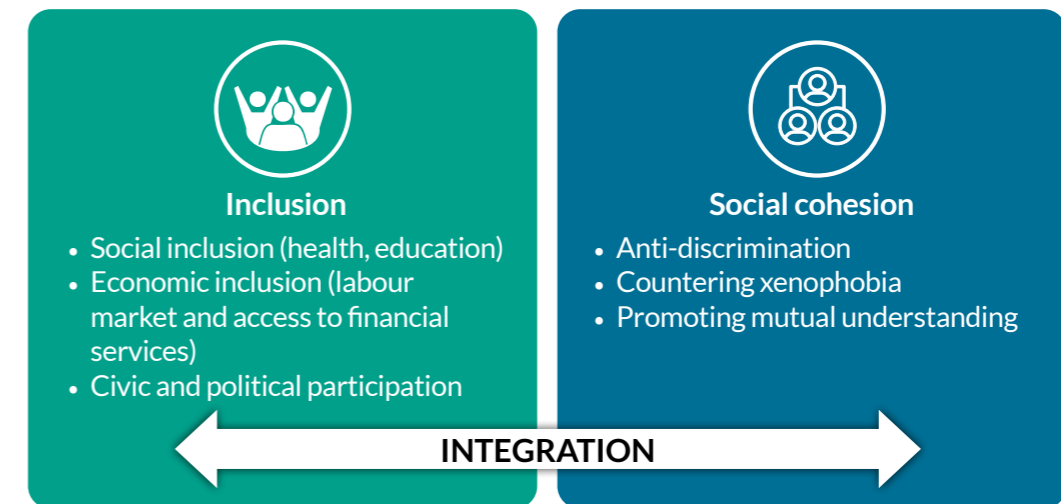 Inclusion
• Social inclusion (health, education)
• Economic inclusion (labour
market and access to financial
services)
• Civic and political participation
Social cohesion
• Anti-discrimination
• Countering xenophobia
• Promoting mutual understanding
INTEGRATION